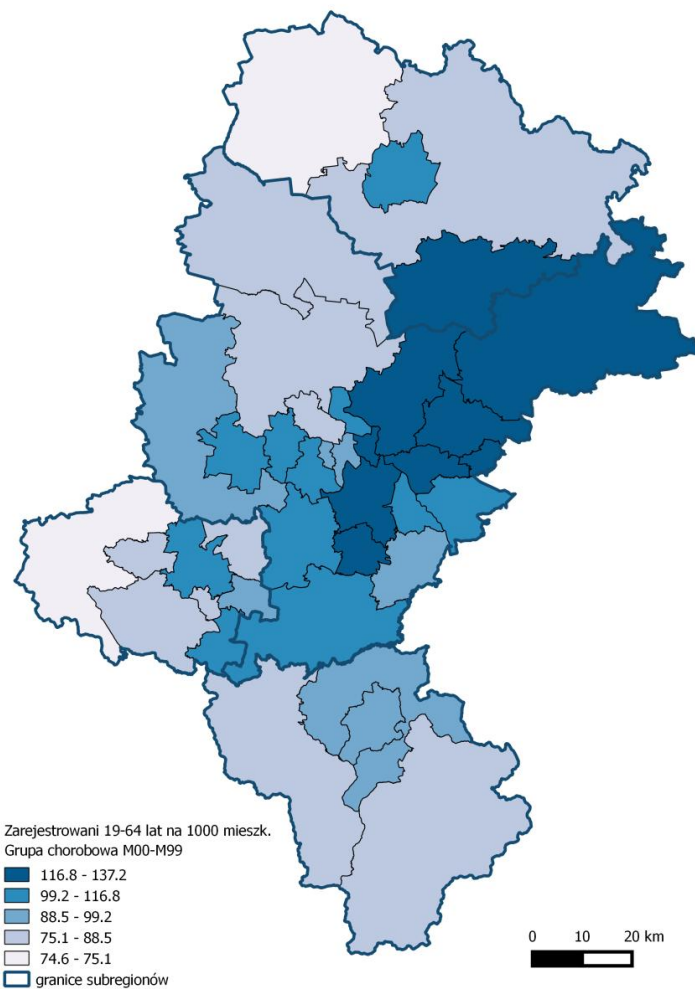 Zarejestrowani 19-64 lat na 1000 mieszk.
Grupa chorobowa M00-M99
116.8 - 137.2
99.2 - 116.8
88.5 - 99.2
75.1 - 88.5
74.6 - 75.1
granice subregionów
0 10 20 km